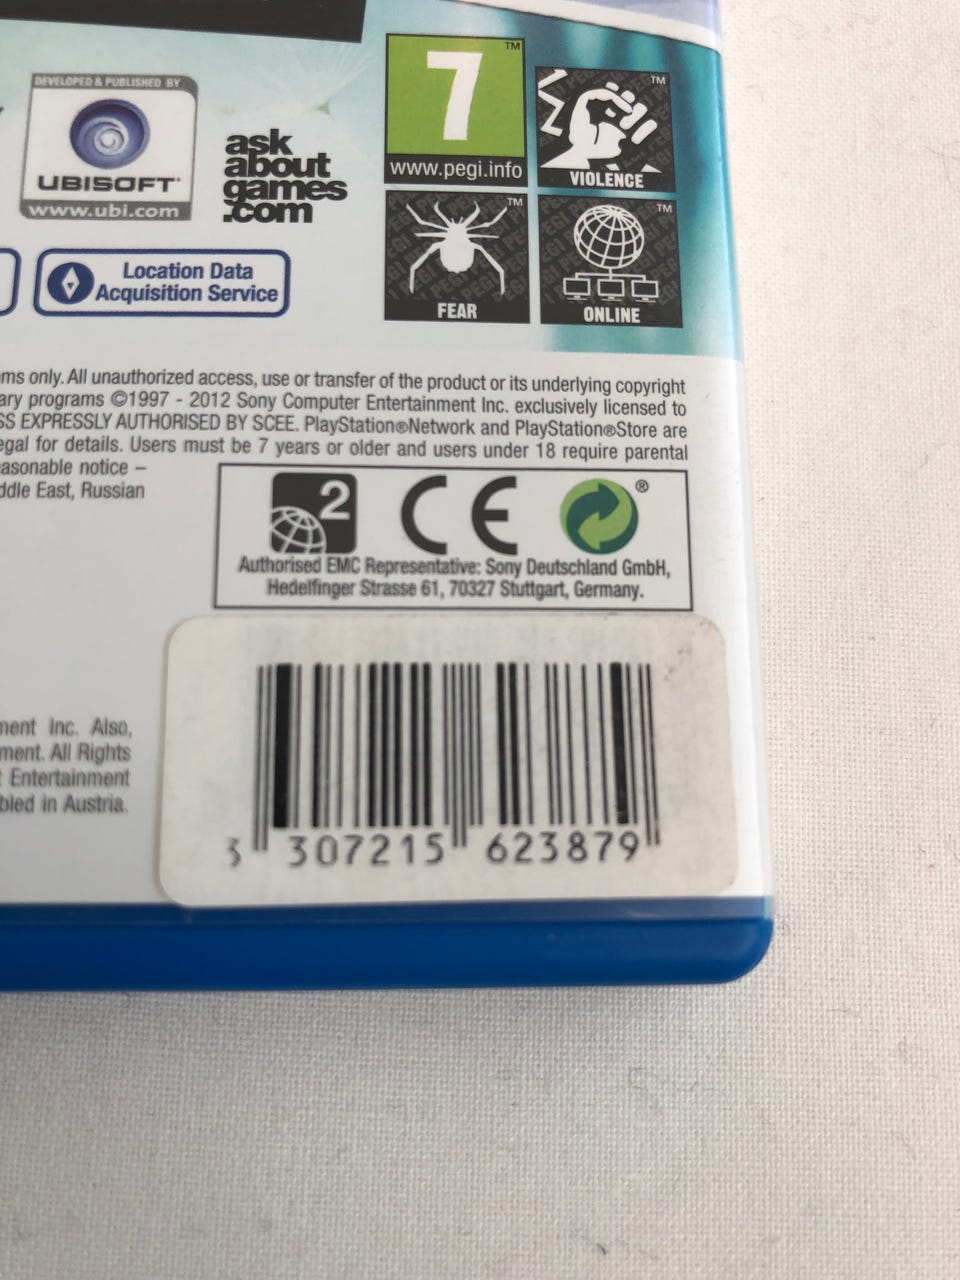 DEVELOPED & PUBLISHED BY
UBISOFT
www.ubi.com
ask
about
games
.com
7™
www.pegi.info
™
VIOLENCE
™
FEAR
™
ONLINE
Location Data
Acquisition Service
ms only. All unauthorized access, use or transfer of the product or its underlying copyright
ary programs ©1997 - 2012 Sony Computer Entertainment Inc. exclusively licensed to
SS EXPRESSLY AUTHORISED BY SCEE. PlayStation®Network and PlayStation®Store are
egal for details. Users must be 7 years or older and users under 18 require parental
easonable notice –
ddle East, Russian
2 CE ®
Authorised EMC Representative: Sony Deutschland GmbH,
Hedelfinger Strasse 61, 70327 Stuttgart, Germany.
ment Inc. Also,
ment. All Rights
t Entertainment
bled in Austria.
3 307215 623879